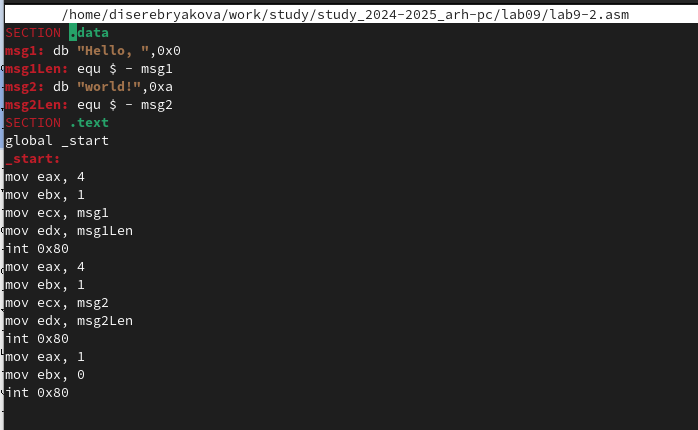 /home/diserebryakova/work/study/study_2024-2025_arh-pc/lab09/lab9-2.asm
SECTION .data
msg1: db "Hello, ",0x0
msg1Len: equ $ - msg1
msg2: db "world!",0xa
msg2Len: equ $ - msg2
SECTION .text
global _start
_start:
mov eax, 4
mov ebx, 1
mov ecx, msg1
mov edx, msg1Len
int 0x80
mov eax, 4
mov ebx, 1
mov ecx, msg2
mov edx, msg2Len
int 0x80
mov eax, 1
mov ebx, 0
int 0x80